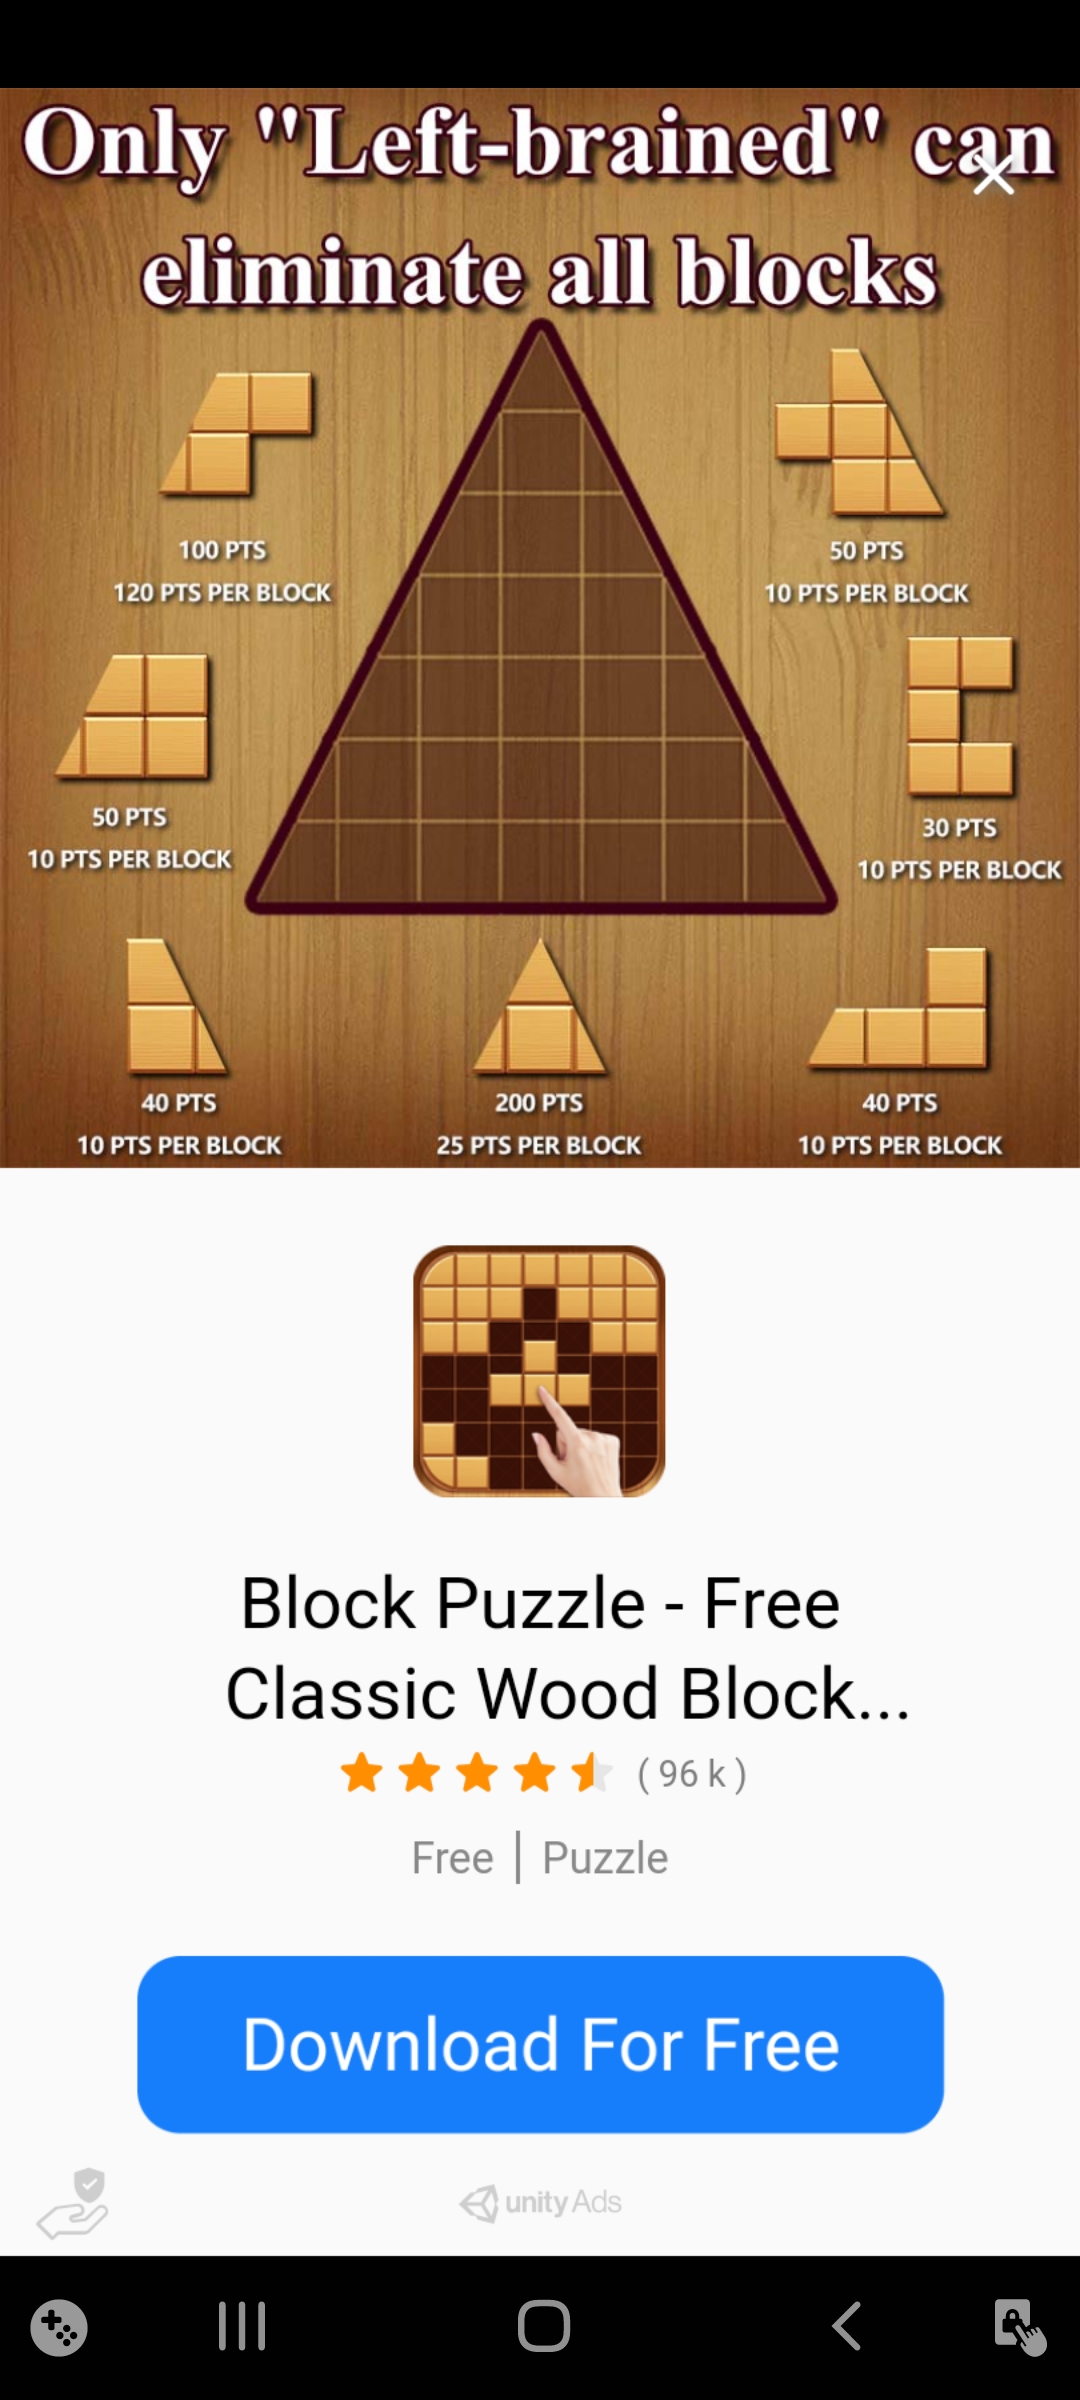 Only "Left-brained" can
eliminate all blocks
100 PTS
120 PTS PER BLOCK
50 PTS
10 PTS PER BLOCK
50 PTS
10 PTS PER BLOCK
30 PTS
10 PTS PER BLOCK
40 PTS
10 PTS PER BLOCK
200 PTS
25 PTS PER BLOCK
40 PTS
10 PTS PER BLOCK
Block Puzzle - Free
Classic Wood Block...
( 96 k )
Free | Puzzle
Download For Free
unity Ads